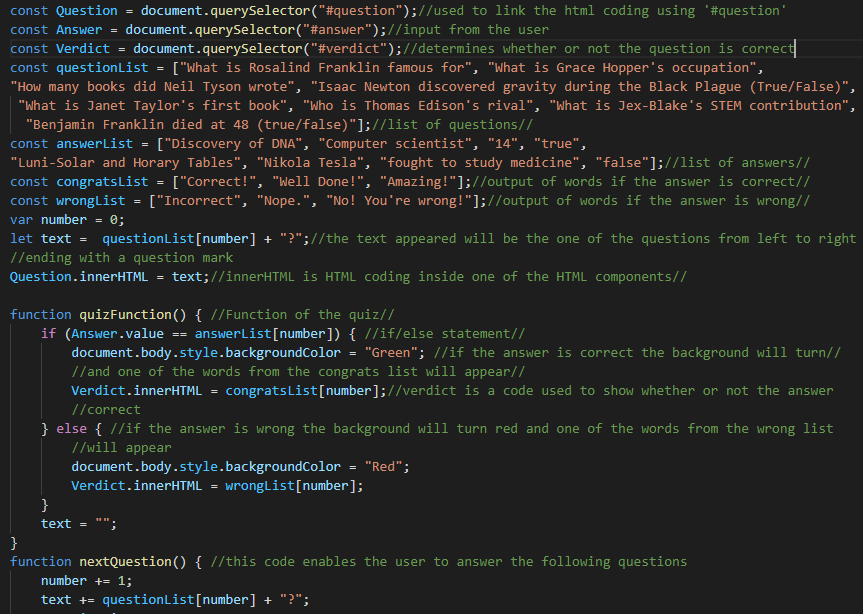 const Question = document.querySelector("#question");//used to link the html coding using '#question'
const Answer = document.querySelector("#answer");//input from the user
const Verdict = document.querySelector("#verdict");//determines whether or not the question is correct
const questionList = ["What is Rosalind Franklin famous for", "What is Grace Hopper's occupation",
"How many books did Neil Tyson wrote", "Isaac Newton discovered gravity during the Black Plague (True/False)",
"What is Janet Taylor's first book", "Who is Thomas Edison's rival", "What is Jex-Blake's STEM contribution",
"Benjamin Franklin died at 48 (true/false)"];//list of questions//
const answerList = ["Discovery of DNA", "Computer scientist", "14", "true",
"Luni-Solar and Horary Tables", "Nikola Tesla", "fought to study medicine", "false"];//list of answers//
const congratsList = ["Correct!", "Well Done!", "Amazing!"];//output of words if the answer is correct//
const wrongList = ["Incorrect", "Nope.", "No! You're wrong!"];//output of words if the answer is wrong//
var number = 0;
let text =  questionList[number] + "?";//the text appeared will be the one of the questions from left to right
//ending with a question mark
Question.innerHTML = text;//innerHTML is HTML coding inside one of the HTML components//
function quizFunction() { //Function of the quiz//
if (Answer.value == answerList[number]) { //if/else statement//
document.body.style.backgroundColor = "Green"; //if the answer is correct the background will turn//
//and one of the words from the congrats list will appear//
Verdict.innerHTML = congratsList[number];//verdict is a code used to show whether or not the answer
//correct
} else { //if the answer is wrong the background will turn red and one of the words from the wrong list
//will appear
document.body.style.backgroundColor = "Red";
Verdict.innerHTML = wrongList[number];
}
text = "";
}
function nextQuestion() { //this code enables the user to answer the following questions
number += 1;
text += questionList[number] + "?";